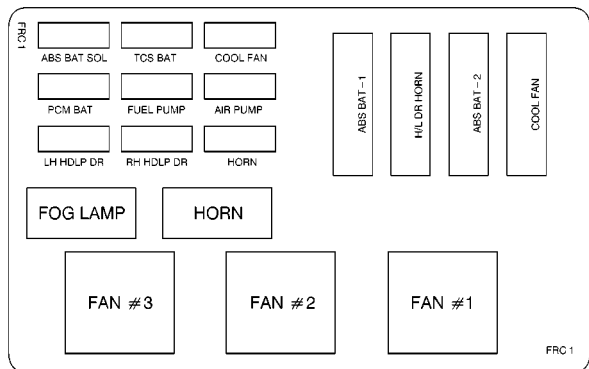 FRC 1
ABS BAT SOL TCS BAT COOL FAN
PCM BAT FUEL PUMP AIR PUMP
LH HDLP DR RH HDLP DR HORN
ABS BAT – 1
H/L DR HORN
ABS BAT – 2
COOL FAN
FOG LAMP HORN
FAN ≠3 FAN ≠2 FAN ≠1
FRC 1